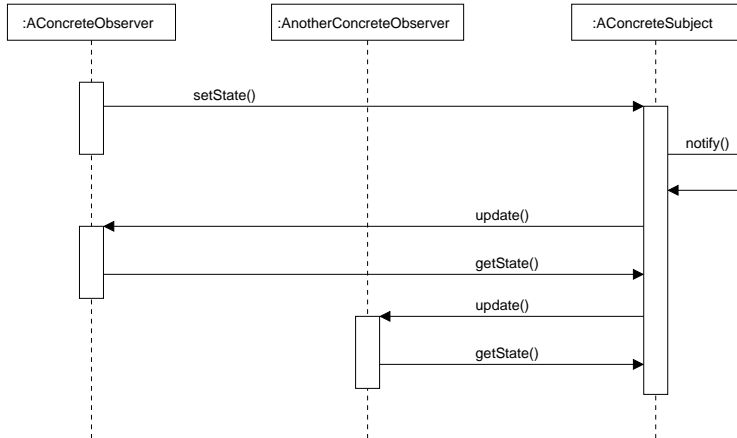 :AConcreteObserver
:AnotherConcreteObserver
:AConcreteSubject
setState()
notify()
update()
getState()
update()
getState()